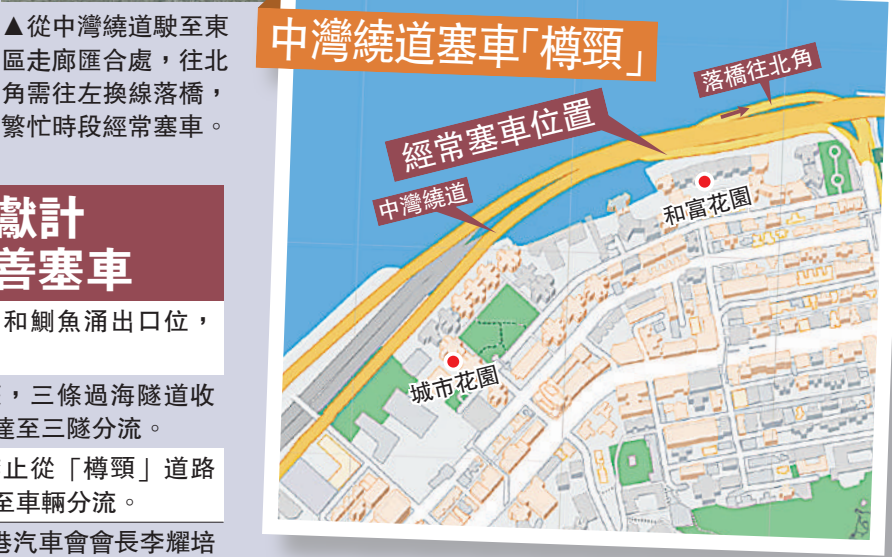 ▲從中灣繞道駛至東
區走廊匯合處，往北
角需往左換線落橋，
繁忙時段經常塞車。
獻計
善塞車
和鰂魚涌出口位，
，三條過海隧道收
達至三隧分流。
止從「樽頸」道路
至車輛分流。
港汽車會會長李耀培
中灣繞道塞車「樽頸」
落橋往北角
經常塞車位置
中灣繞道
和富花園
城市花園